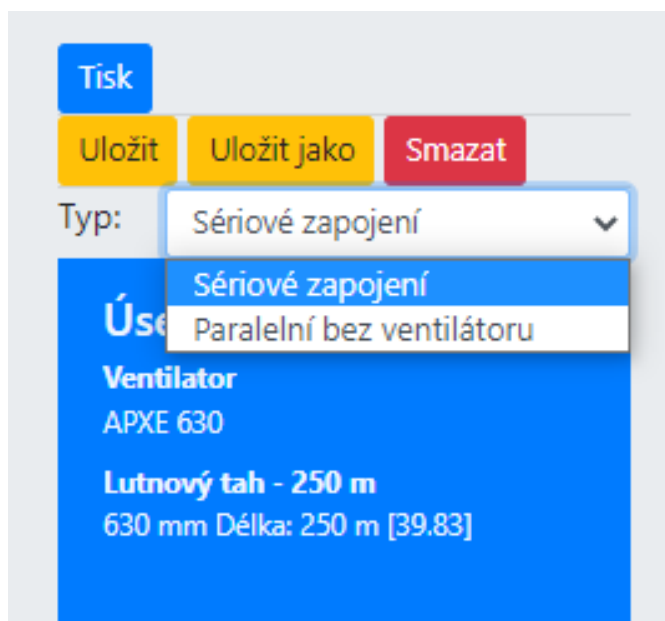 Tisk
Uložit Uložit jako Smazat
Typ: Sériové zapojení
Sériové zapojení
Paralelní bez ventilátoru
Ventilator
APXE 630
Lutnový tah - 250 m
630 mm Délka: 250 m [39.83]